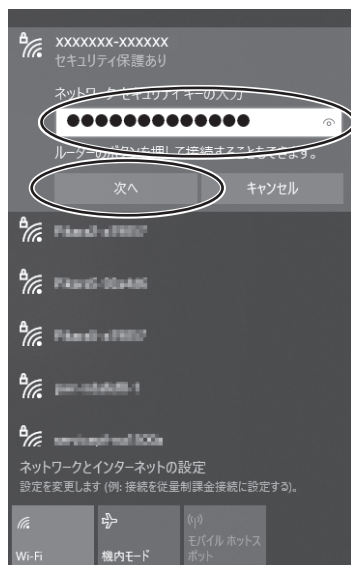 XXXXXXX-XXXXXX
セキュリティ保護あり
ネットワーク セキュリティ キーの入力
●●●●●●●●●●●●●
ルーターのボタンを押して接続することもできます。
次へ
キャンセル
ネットワークとインターネットの設定
設定を変更します (例: 接続を従量制課金接続に設定する)。
Wi-Fi
機内モード
モバイル ホットス
ポット